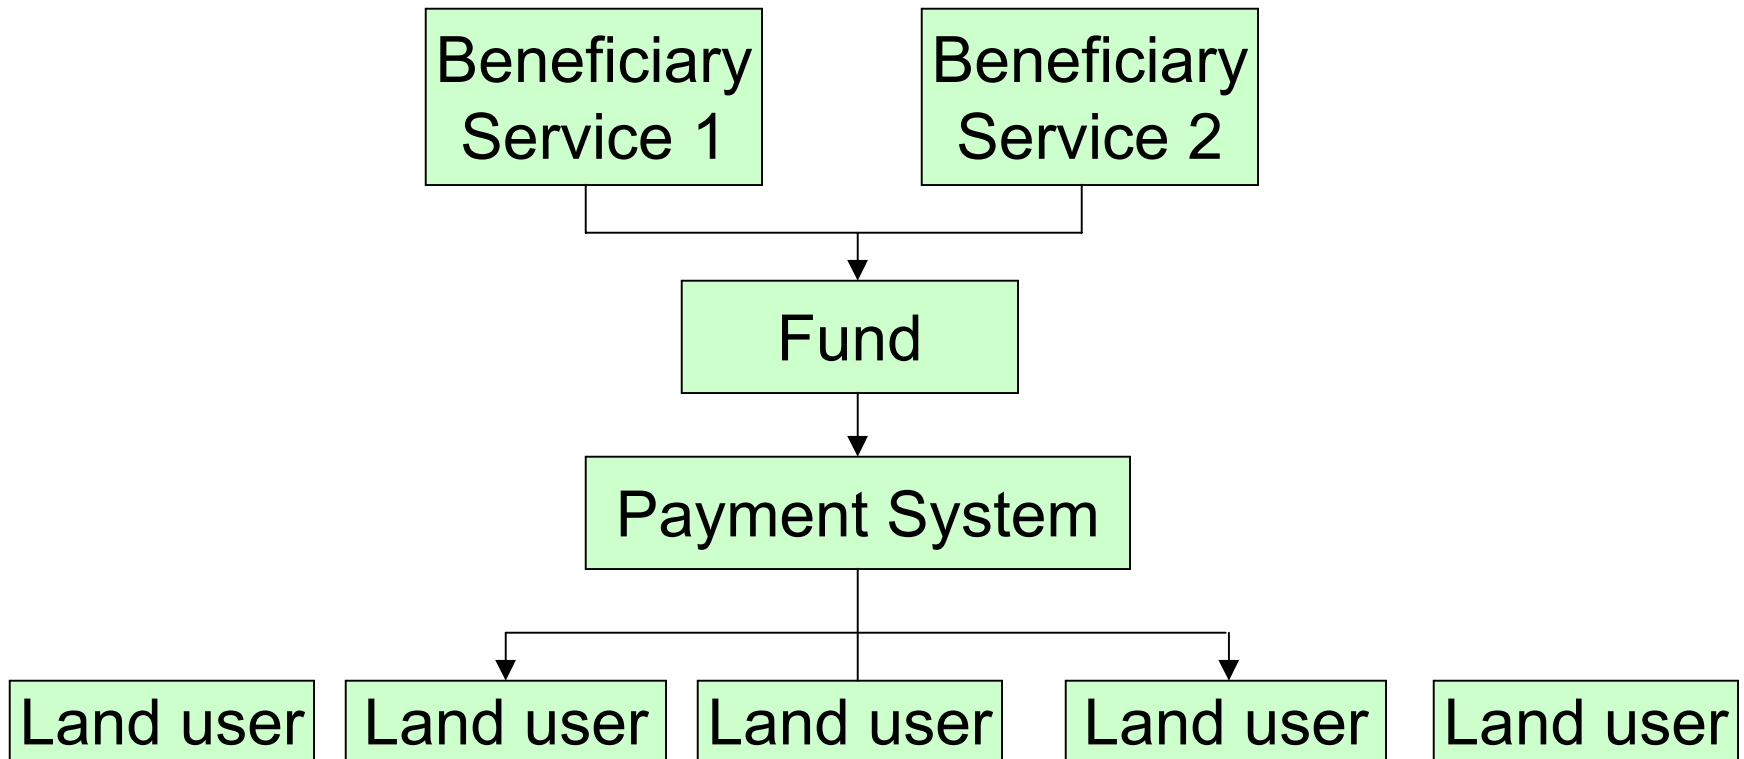 Beneficiary
Service 1
Beneficiary
Service 2
Fund
Payment System
Land user
Land user
Land user
Land user
Land user